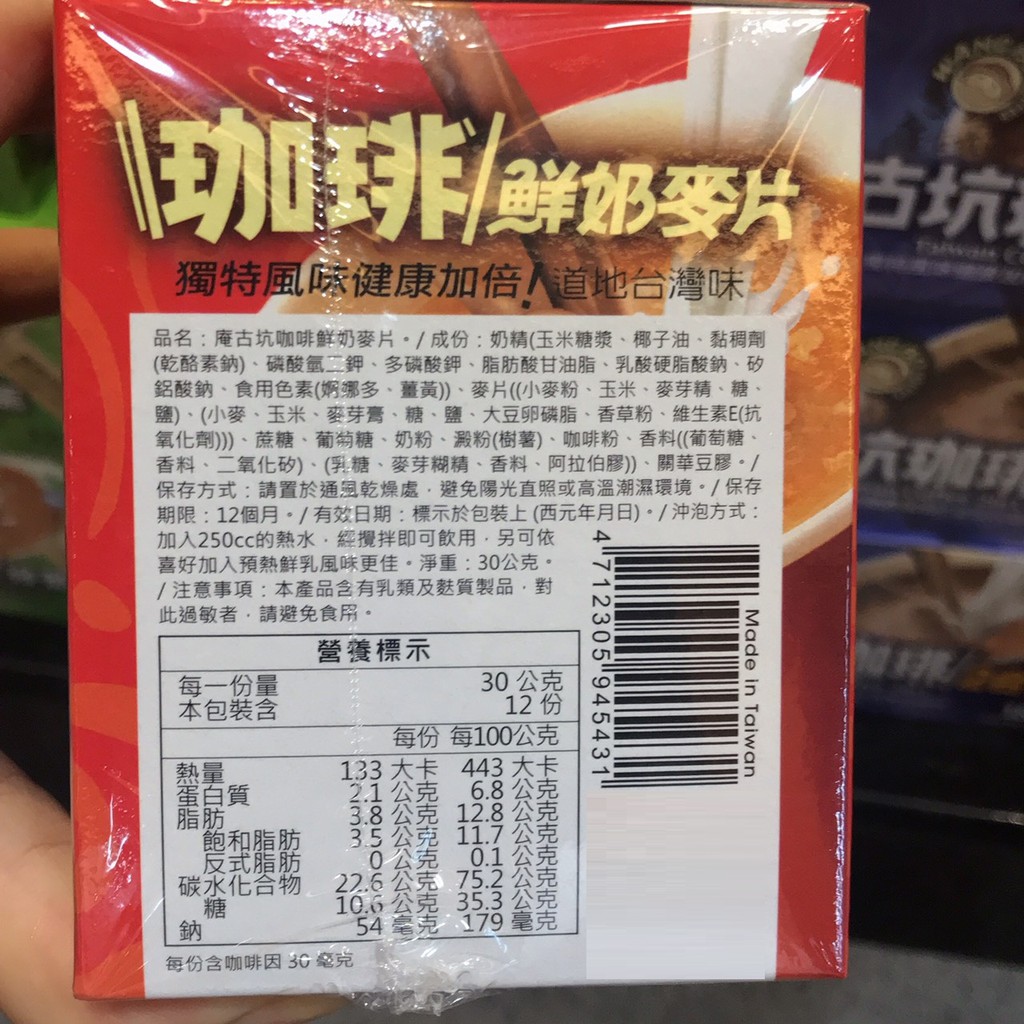 珈琲/鮮奶麥片
獨特風味健康加倍!道地台灣味
品名：庵古坑咖啡鮮奶麥片。/ 成份：奶精(玉米糖漿、椰子油、黏稠劑
(乾酪素鈉)、磷酸氫二鉀、多磷酸鉀、脂肪酸甘油脂、乳酸硬脂酸鈉、矽
鋁酸鈉、食用色素(婀娜多、薑黃))、麥片((小麥粉、玉米、麥芽精、糖、
鹽)、(小麥、玉米、麥芽膏、糖、鹽、大豆卵磷脂、香草粉、維生素E(抗
氧化劑)))、蔗糖、葡萄糖、奶粉、澱粉(樹薯)、咖啡粉、香料((葡萄糖、
香料、二氧化矽)、(乳糖、麥芽糊精、香料、阿拉伯膠))、關華豆膠。/
保存方式：請置於通風乾燥處，避免陽光直照或高溫潮濕環境。/ 保存
期限：12個月。/ 有效日期：標示於包裝上 (西元年月日)。/ 沖泡方式：
加入250cc的熱水，經攪拌即可飲用，另可依
喜好加入預熱鮮乳風味更佳。淨重：30公克。
/ 注意事項：本產品含有乳類及麩質製品，對
此過敏者，請避免食用。
營養標示
每一份量 30 公克
本包裝含 12 份
每份 每100公克
熱量 133 大卡 443 大卡
蛋白質 2.1 公克 6.8 公克
脂肪 3.8 公克 12.8 公克
飽和脂肪 3.5 公克 11.7 公克
反式脂肪 0 公克 0.1 公克
碳水化合物 22.6 公克 75.2 公克
糖 10.6 公克 35.3 公克
鈉 54 毫克 179 毫克
每份含咖啡因 30 毫克
4 712305 945431
Made in Taiwan
古坑
珈琲